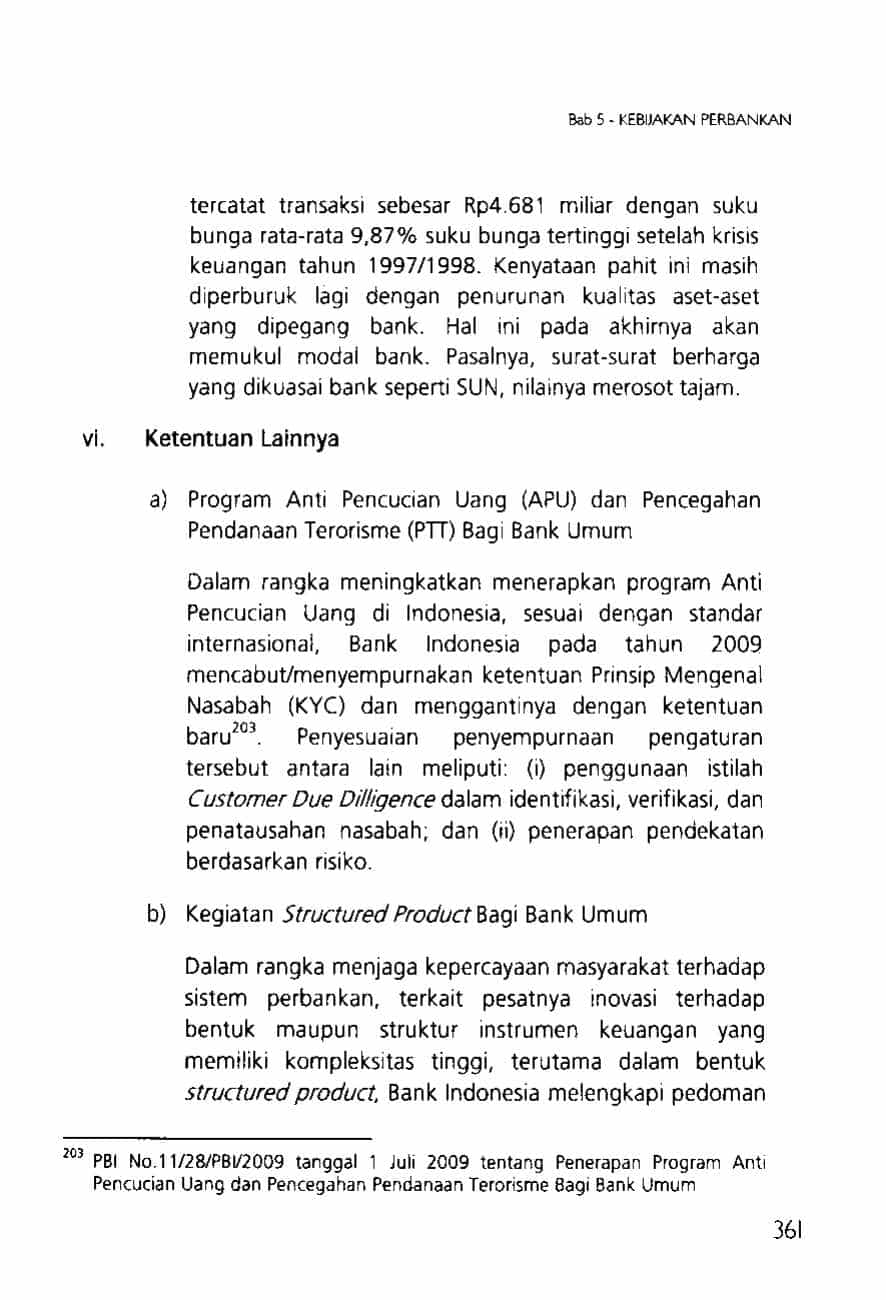 Bab 5 - KEBIJAKAN PERBANKAN
tercatat transaksi sebesar Rp4.681 miliar dengan suku
bunga rata-rata 9,87% suku bunga tertinggi setelah krisis
keuangan tahun 1997/1998. Kenyataan pahit ini masih
diperburuk lagi dengan penurunan kualitas aset-aset
yang dipegang bank. Hal ini pada akhirnya akan
memukul modal bank. Pasalnya, surat-surat berharga
yang dikuasai bank seperti SUN, nilainya merosot tajam.
vi. Ketentuan Lainnya
a) Program Anti Pencucian Uang (APU) dan Pencegahan
Pendanaan Terorisme (PTT) Bagi Bank Umum
Dalam rangka meningkatkan menerapkan program Anti
Pencucian Uang di Indonesia, sesuai dengan standar
internasional, Bank Indonesia pada tahun 2009
mencabut/menyempurnakan ketentuan Prinsip Mengenal
Nasabah (KYC) dan menggantinya dengan ketentuan
baru203. Penyesuaian penyempurnaan pengaturan
tersebut antara lain meliputi: (i) penggunaan istilah
Customer Due Dilligence dalam identifikasi, verifikasi, dan
penatausahan nasabah; dan (ii) penerapan pendekatan
berdasarkan risiko.
b) Kegiatan Structured Product Bagi Bank Umum
Dalam rangka menjaga kepercayaan masyarakat terhadap
sistem perbankan, terkait pesatnya inovasi terhadap
bentuk maupun struktur instrumen keuangan yang
memiliki kompleksitas tinggi, terutama dalam bentuk
structured product, Bank Indonesia melengkapi pedoman
203 PBI No.11/28/PBI/2009 tanggal 1 Juli 2009 tentang Penerapan Program Anti
Pencucian Uang dan Pencegahan Pendanaan Terorisme Bagi Bank Umum
361